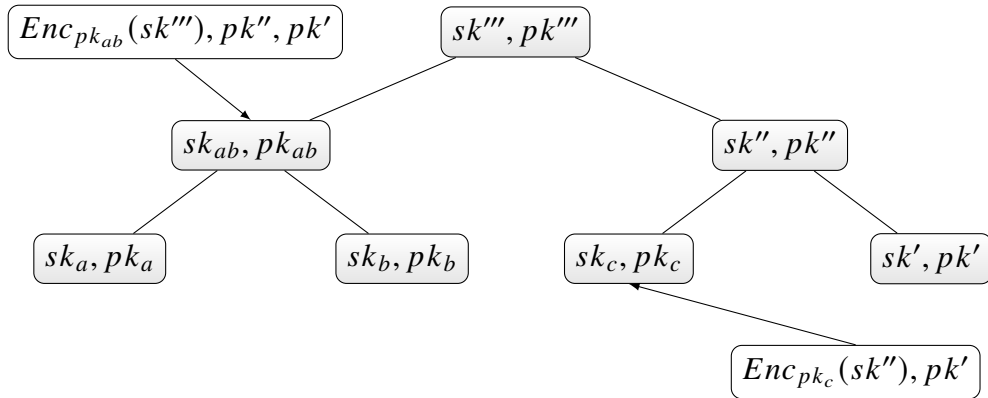 Enc_{pk_{ab}}(sk′′′), pk′′, pk′
sk′′′, pk′′′
sk_{ab}, pk_{ab}
sk′′, pk′′
sk_a, pk_a
sk_b, pk_b
sk_c, pk_c
sk′, pk′
Enc_{pk_c}(sk′′), pk′